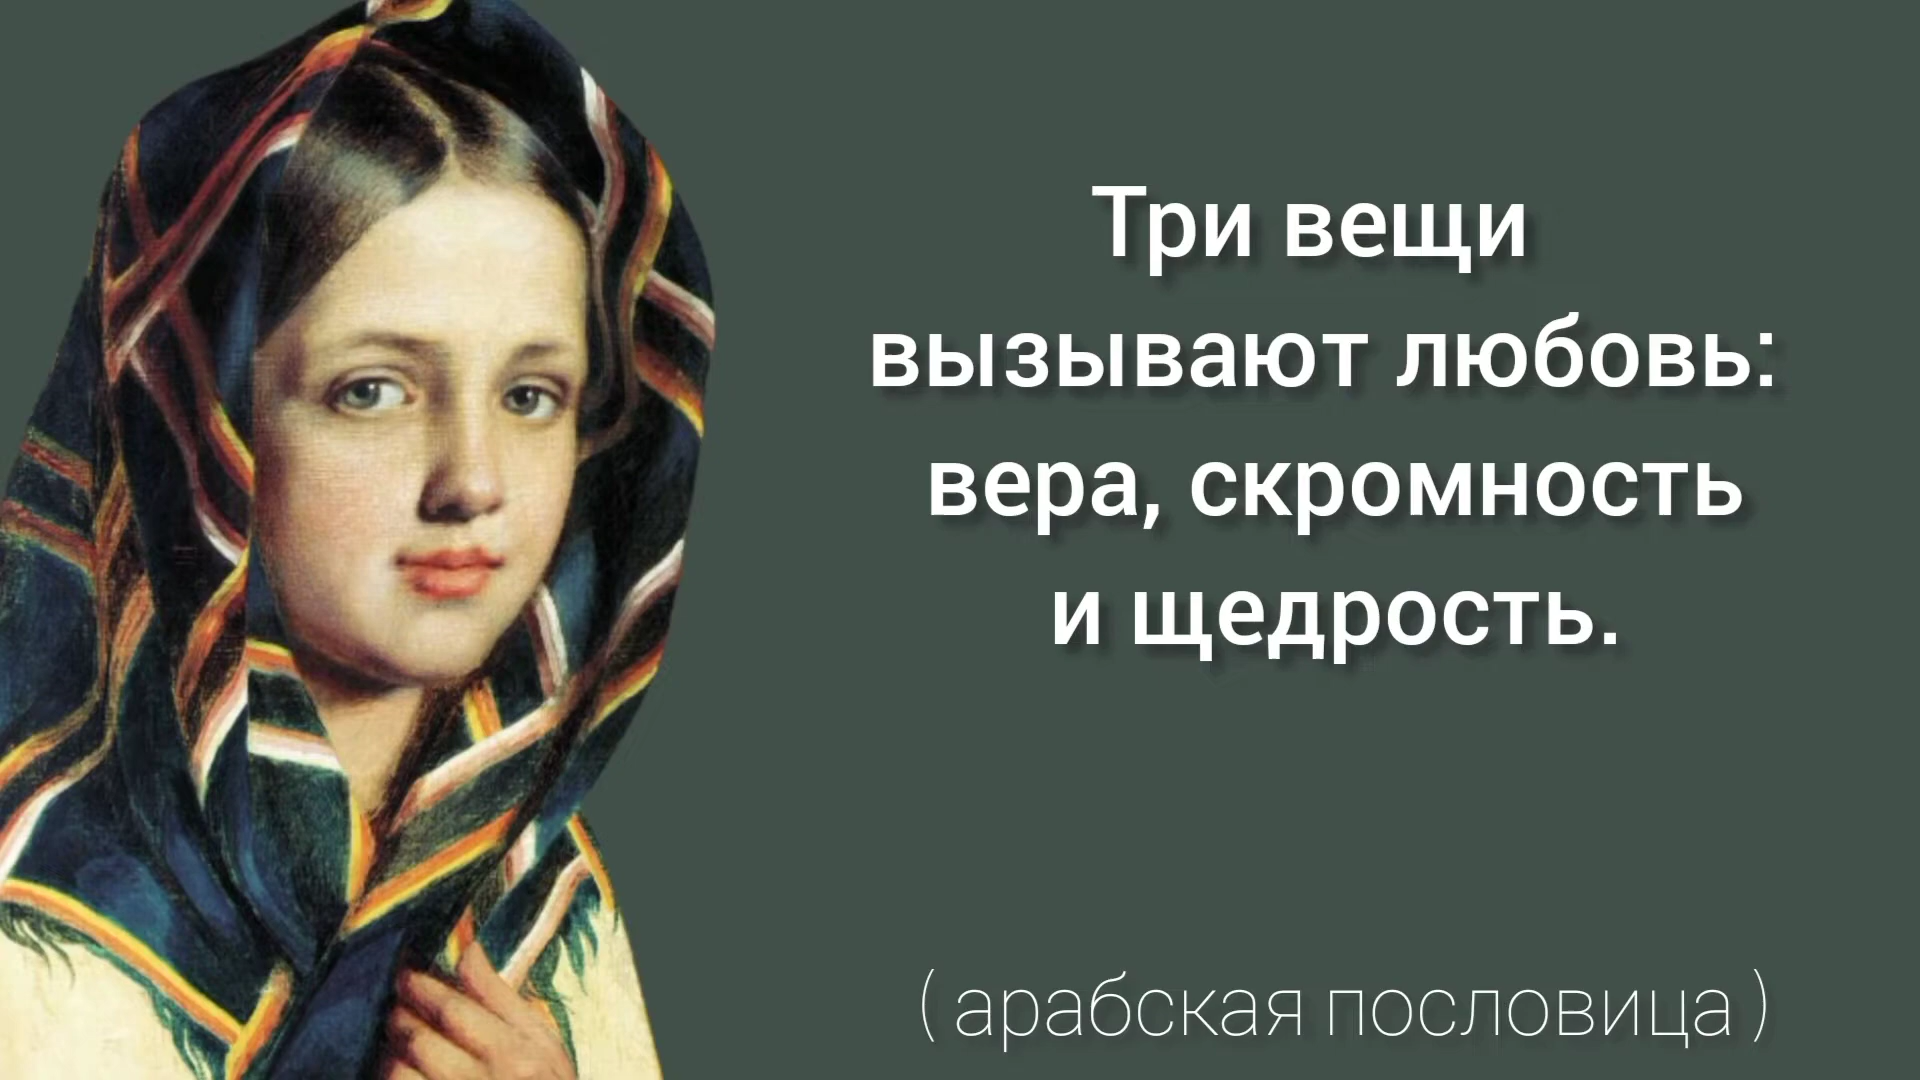 Три вещи
вызывают любовь:
вера, скромность
и щедрость.
( арабская пословица )